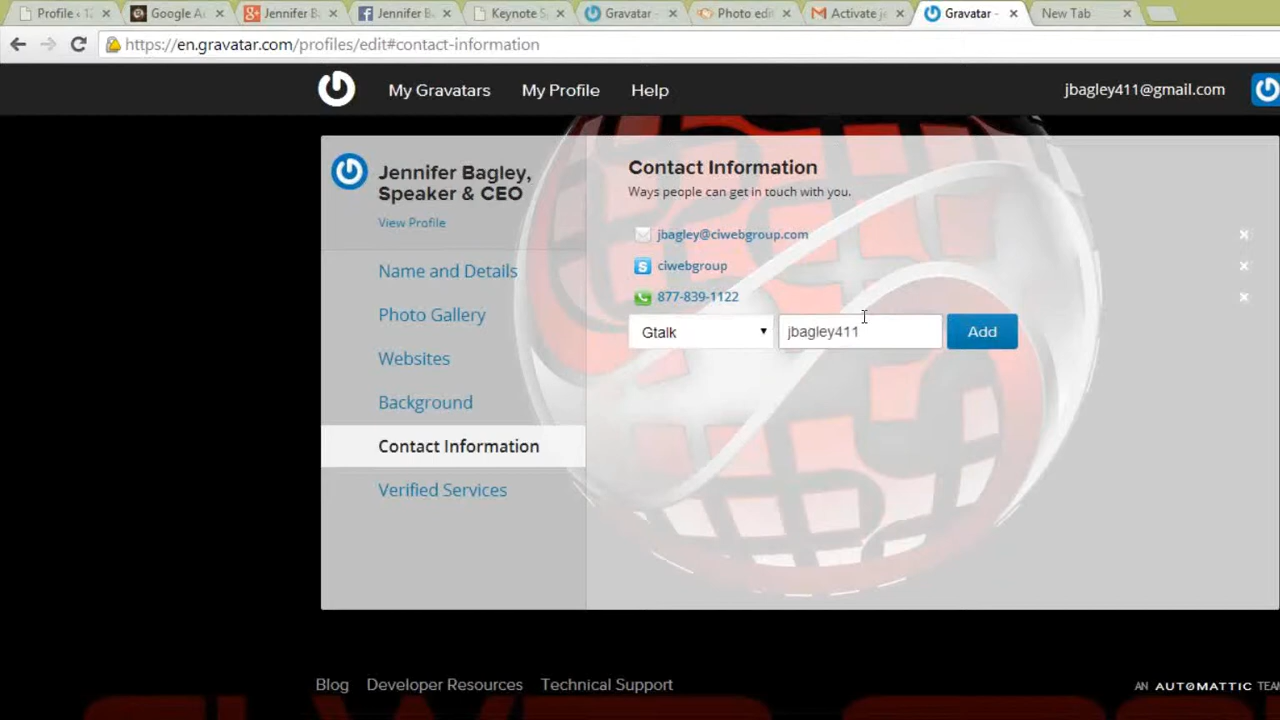 Profile ‹ 12
Google A
Jennifer B
Jennifer B
Keynote S
Gravatar -
Photo edi
Activate j
Gravatar -
New Tab
https://en.gravatar.com/profiles/edit#contact-information
My Gravatars My Profile Help jbagley411@gmail.com
Jennifer Bagley,
Speaker & CEO
View Profile
Name and Details
Photo Gallery
Websites
Background
Contact Information
Verified Services
Contact Information
Ways people can get in touch with you.
jbagley@ciwebgroup.com
ciwebgroup
877-839-1122
Gtalk jbagley411 Add
Blog Developer Resources Technical Support AN AUTOMATTIC TEAM